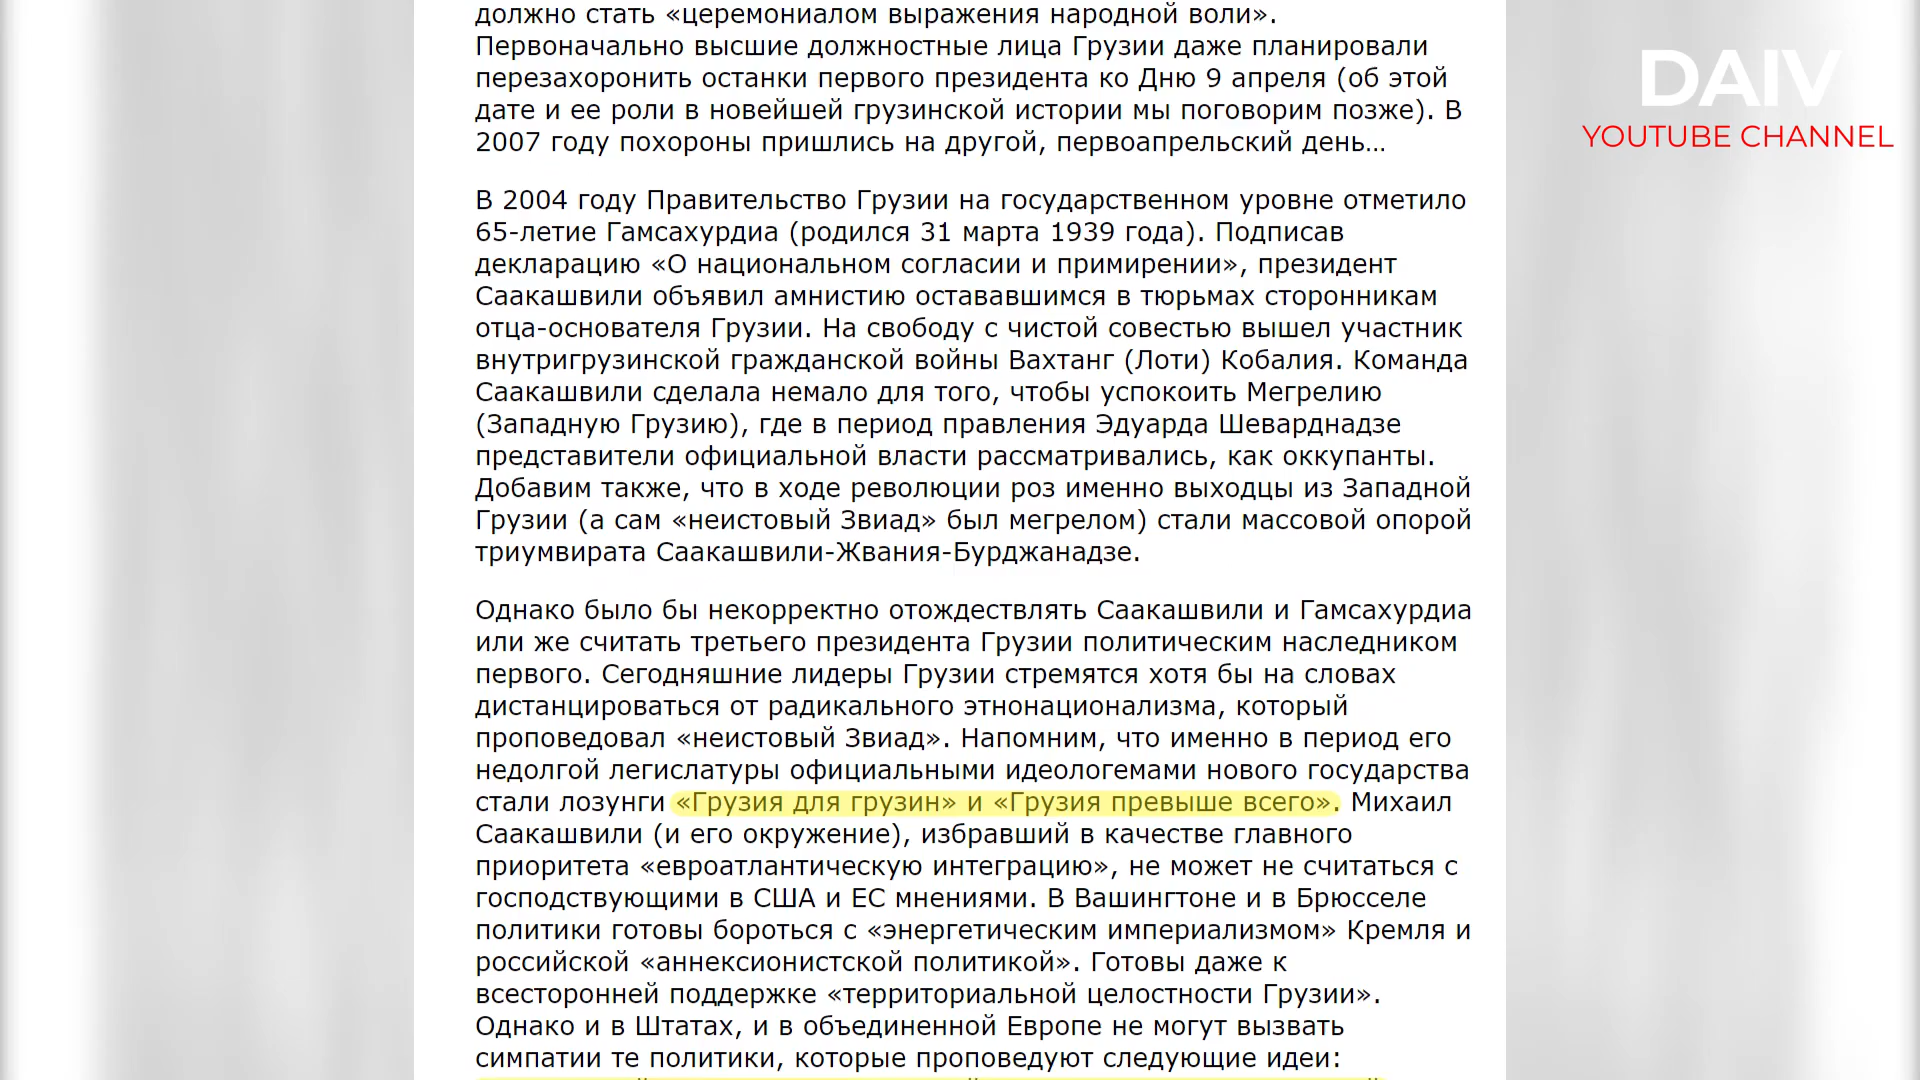 должно стать «церемониалом выражения народной воли».
Первоначально высшие должностные лица Грузии даже планировали
перезахоронить останки первого президента ко Дню 9 апреля (об этой
дате и ее роли в новейшей грузинской истории мы поговорим позже). В
2007 году похороны пришлись на другой, первоапрельский день…
В 2004 году Правительство Грузии на государственном уровне отметило
65-летие Гамсахурдиа (родился 31 марта 1939 года). Подписав
декларацию «О национальном согласии и примирении», президент
Саакашвили объявил амнистию остававшимся в тюрьмах сторонникам
отца-основателя Грузии. На свободу с чистой совестью вышел участник
внутригрузинской гражданской войны Вахтанг (Лоти) Кобалия. Команда
Саакашвили сделала немало для того, чтобы успокоить Мегрелию
(Западную Грузию), где в период правления Эдуарда Шеварднадзе
представители официальной власти рассматривались, как оккупанты.
Добавим также, что в ходе революции роз именно выходцы из Западной
Грузии (а сам «неистовый Звиад» был мегрелом) стали массовой опорой
триумвирата Саакашвили-Жвания-Бурджанадзе.
Однако было бы некорректно отождествлять Саакашвили и Гамсахурдиа
или же считать третьего президента Грузии политическим наследником
первого. Сегодняшние лидеры Грузии стремятся хотя бы на словах
дистанцироваться от радикального этнонационализма, который
проповедовал «неистовый Звиад». Напомним, что именно в период его
недолгой легислатуры официальными идеологемами нового государства
стали лозунги «Грузия для грузин» и «Грузия превыше всего». Михаил
Саакашвили (и его окружение), избравший в качестве главного
приоритета «евроатлантическую интеграцию», не может не считаться с
господствующими в США и ЕС мнениями. В Вашингтоне и в Брюсселе
политики готовы бороться с «энергетическим империализмом» Кремля и
российской «аннексионистской политикой». Готовы даже к
всесторонней поддержке «территориальной целостности Грузии».
Однако и в Штатах, и в объединенной Европе не могут вызвать
симпатии те политики, которые проповедуют следующие идеи:
DAIV
YOUTUBE CHANNEL